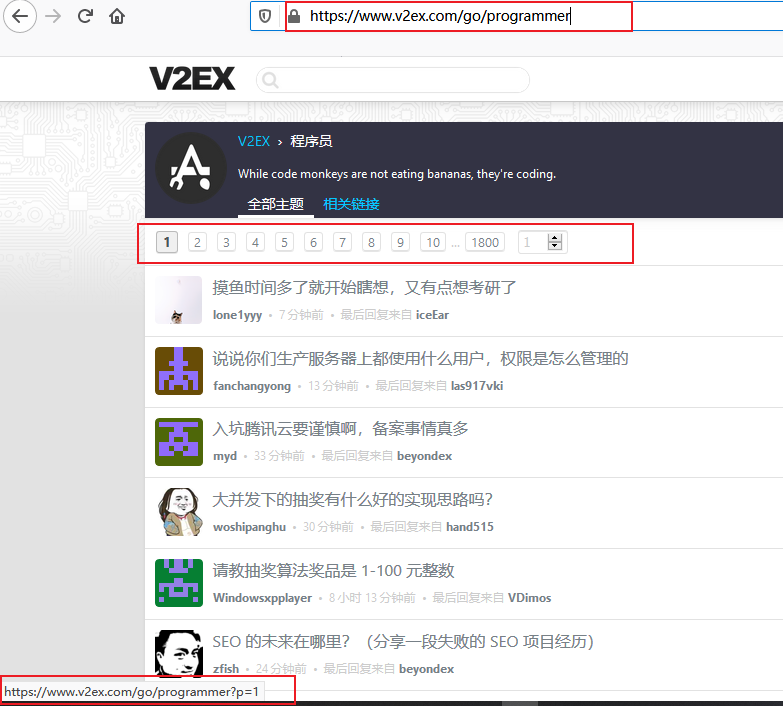 https://www.v2ex.com/go/programmer
V2EX
V2EX › 程序员
While code monkeys are not eating bananas, they're coding.
全部主题 相关链接
1 2 3 4 5 6 7 8 9 10 ... 1800 1
摸鱼时间多了就开始瞎想，又有点想考研了
lone1yyy • 7 分钟前 • 最后回复来自 iceEar
说说你们生产服务器上都使用什么用户，权限是怎么管理的
fanchangyong • 13 分钟前 • 最后回复来自 las917vki
入坑腾讯云要谨慎啊，备案事情真多
myd • 33 分钟前 • 最后回复来自 beyondex
大并发下的抽奖有什么好的实现思路吗?
woshipanghu • 30 分钟前 • 最后回复来自 hand515
请教抽奖算法奖品是 1-100 元整数
Windowsxpplayer • 8 小时 13 分钟前 • 最后回复来自 VDimos
SEO 的未来在哪里？（分享一段失败的 SEO 项目经历）
zfish • 24 分钟前 • 最后回复来自 beyondex
https://www.v2ex.com/go/programmer?p=1